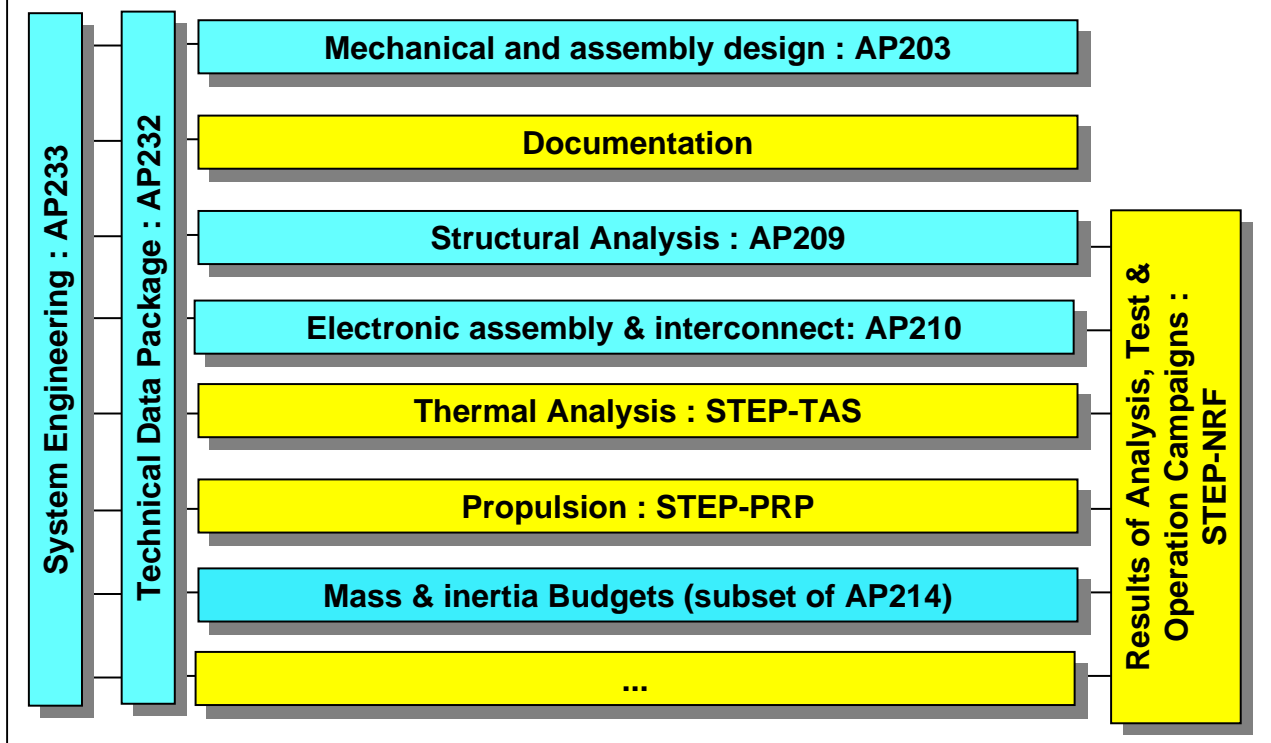 System Engineering : AP233
Technical Data Package : AP232
Mechanical and assembly design : AP203
Documentation
Structural Analysis : AP209
Electronic assembly & interconnect: AP210
Thermal Analysis : STEP-TAS
Propulsion : STEP-PRP
Mass & inertia Budgets (subset of AP214)
...
Results of Analysis, Test &
Operation Campaigns :
STEP-NRF